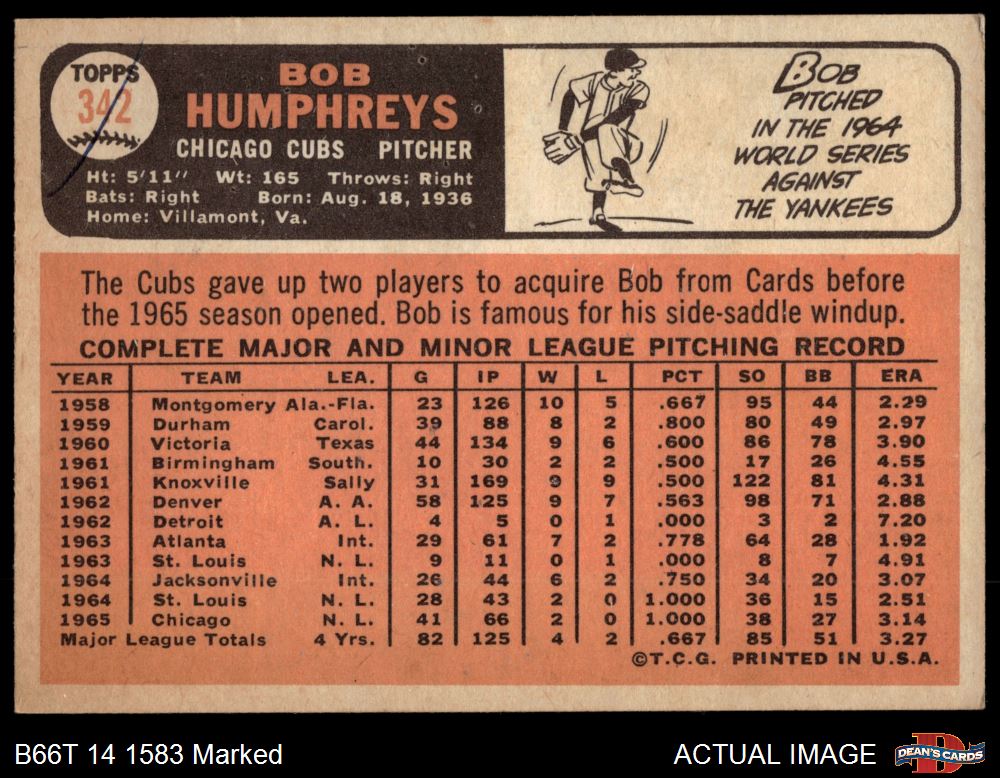 TOPPS
342
BOB
HUMPHREYS
CHICAGO CUBS PITCHER
Ht: 5'11" Wt: 165 Throws: Right
Bats: Right Born: Aug. 18, 1936
Home: Villamont, Va.
BOB
PITCHED
IN THE 1964
WORLD SERIES
AGAINST
THE YANKEES
The Cubs gave up two players to acquire Bob from Cards before
the 1965 season opened. Bob is famous for his side-saddle windup.
COMPLETE MAJOR AND MINOR LEAGUE PITCHING RECORD
YEAR TEAM LEA. G IP W L PCT SO BB ERA
1958 Montgomery Ala.-Fla. 23 126 10 5 .667 95 44 2.29
1959 Durham Carol. 39 88 8 2 .800 80 49 2.97
1960 Victoria Texas 44 134 9 6 .600 86 78 3.90
1961 Birmingham South. 10 30 2 2 .500 17 26 4.55
1961 Knoxville Sally 31 169 9 9 .500 122 81 4.31
1962 Denver A. A. 58 125 9 7 .563 98 71 2.88
1962 Detroit A. L. 4 5 0 1 .000 3 2 7.20
1963 Atlanta Int. 29 61 7 2 .778 64 28 1.92
1963 St. Louis N. L. 9 11 0 1 .000 8 7 4.91
1964 Jacksonville Int. 26 44 6 2 .750 34 20 3.07
1964 St. Louis N. L. 28 43 2 0 1.000 36 15 2.51
1965 Chicago N. L. 41 66 2 0 1.000 38 27 3.14
Major League Totals 4 Yrs. 82 125 4 2 .667 85 51 3.27
©T.C.G. PRINTED IN U.S.A.
B66T 14 1583 Marked
ACTUAL IMAGE
DEAN'S CARDS